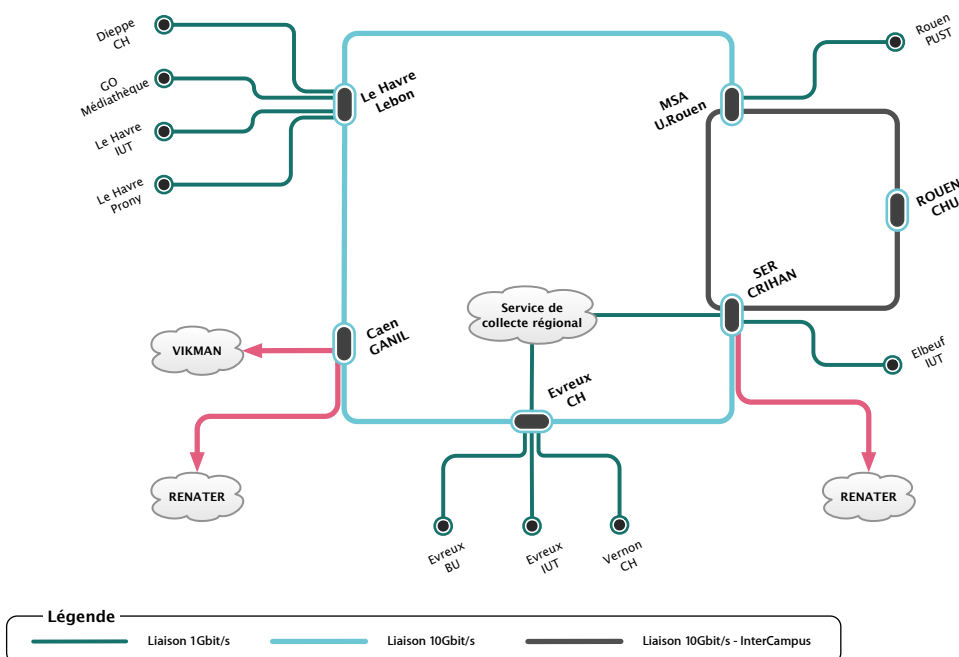 Dieppe
CH
GO
Médiathèque
Le Havre
IUT
Le Havre
Prony
Le Havre
Lebon
MSA
U.Rouen
Rouen
PUST
ROUEN
CHU
SER
CRIHAN
Service de
collecte régional
Caen
GANIL
VIKMAN
Elbeuf
IUT
Evreux
CH
RENATER
RENATER
Evreux
BU
Evreux
IUT
Vernon
CH
Légende
Liaison 1Gbit/s
Liaison 10Gbit/s
Liaison 10Gbit/s - InterCampus